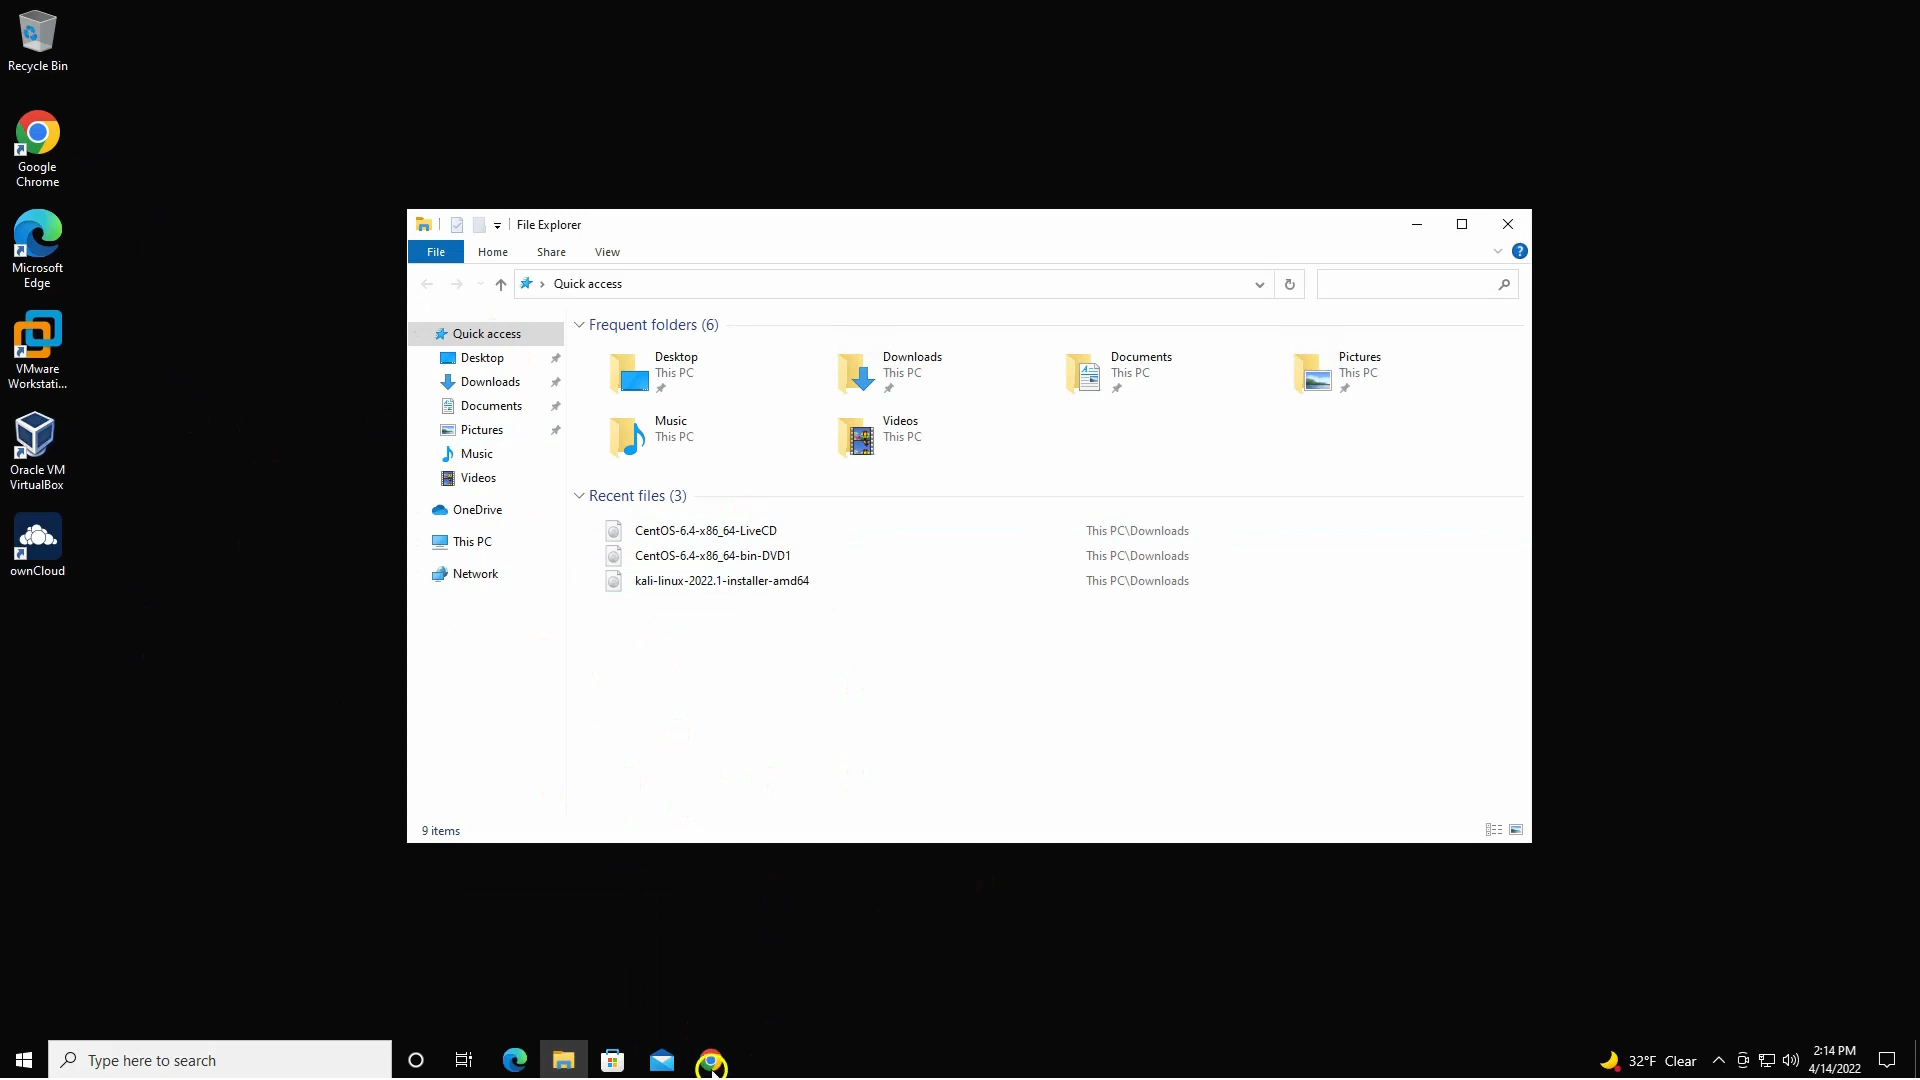 Recycle Bin
Google
Chrome
Microsoft
Edge
VMware
Workstati...
Oracle VM
VirtualBox
ownCloud
File Explorer
File Home Share View
?
Quick access
Quick access
Desktop
Downloads
Documents
Pictures
Music
Videos
OneDrive
This PC
Network
Frequent folders (6)
Desktop
This PC
Downloads
This PC
Documents
This PC
Pictures
This PC
Music
This PC
Videos
This PC
Recent files (3)
CentOS-6.4-x86_64-LiveCD This PC\Downloads
CentOS-6.4-x86_64-bin-DVD1 This PC\Downloads
kali-linux-2022.1-installer-amd64 This PC\Downloads
9 items
Type here to search
32°F Clear
2:14 PM
4/14/2022